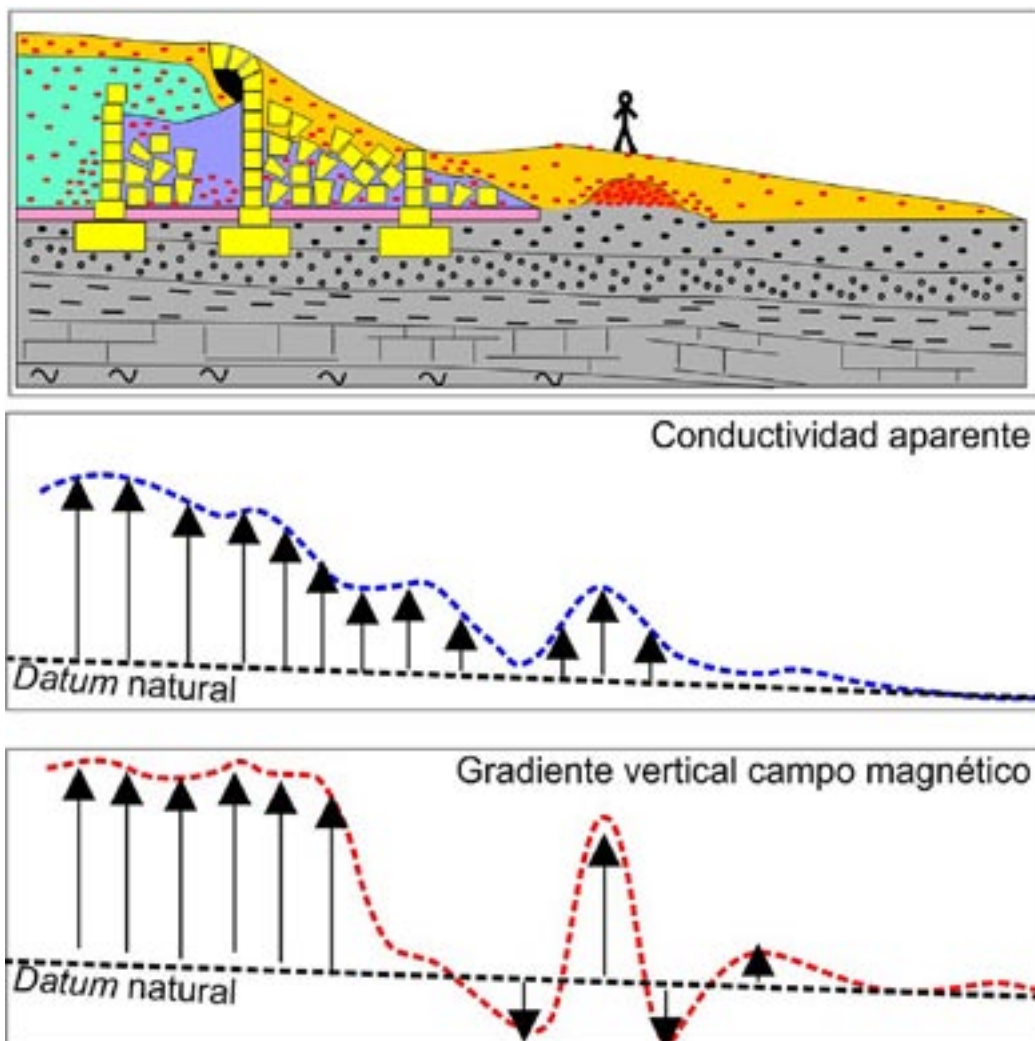 Conductividad aparente
Datum natural
Gradiente vertical campo magnético
Datum natural